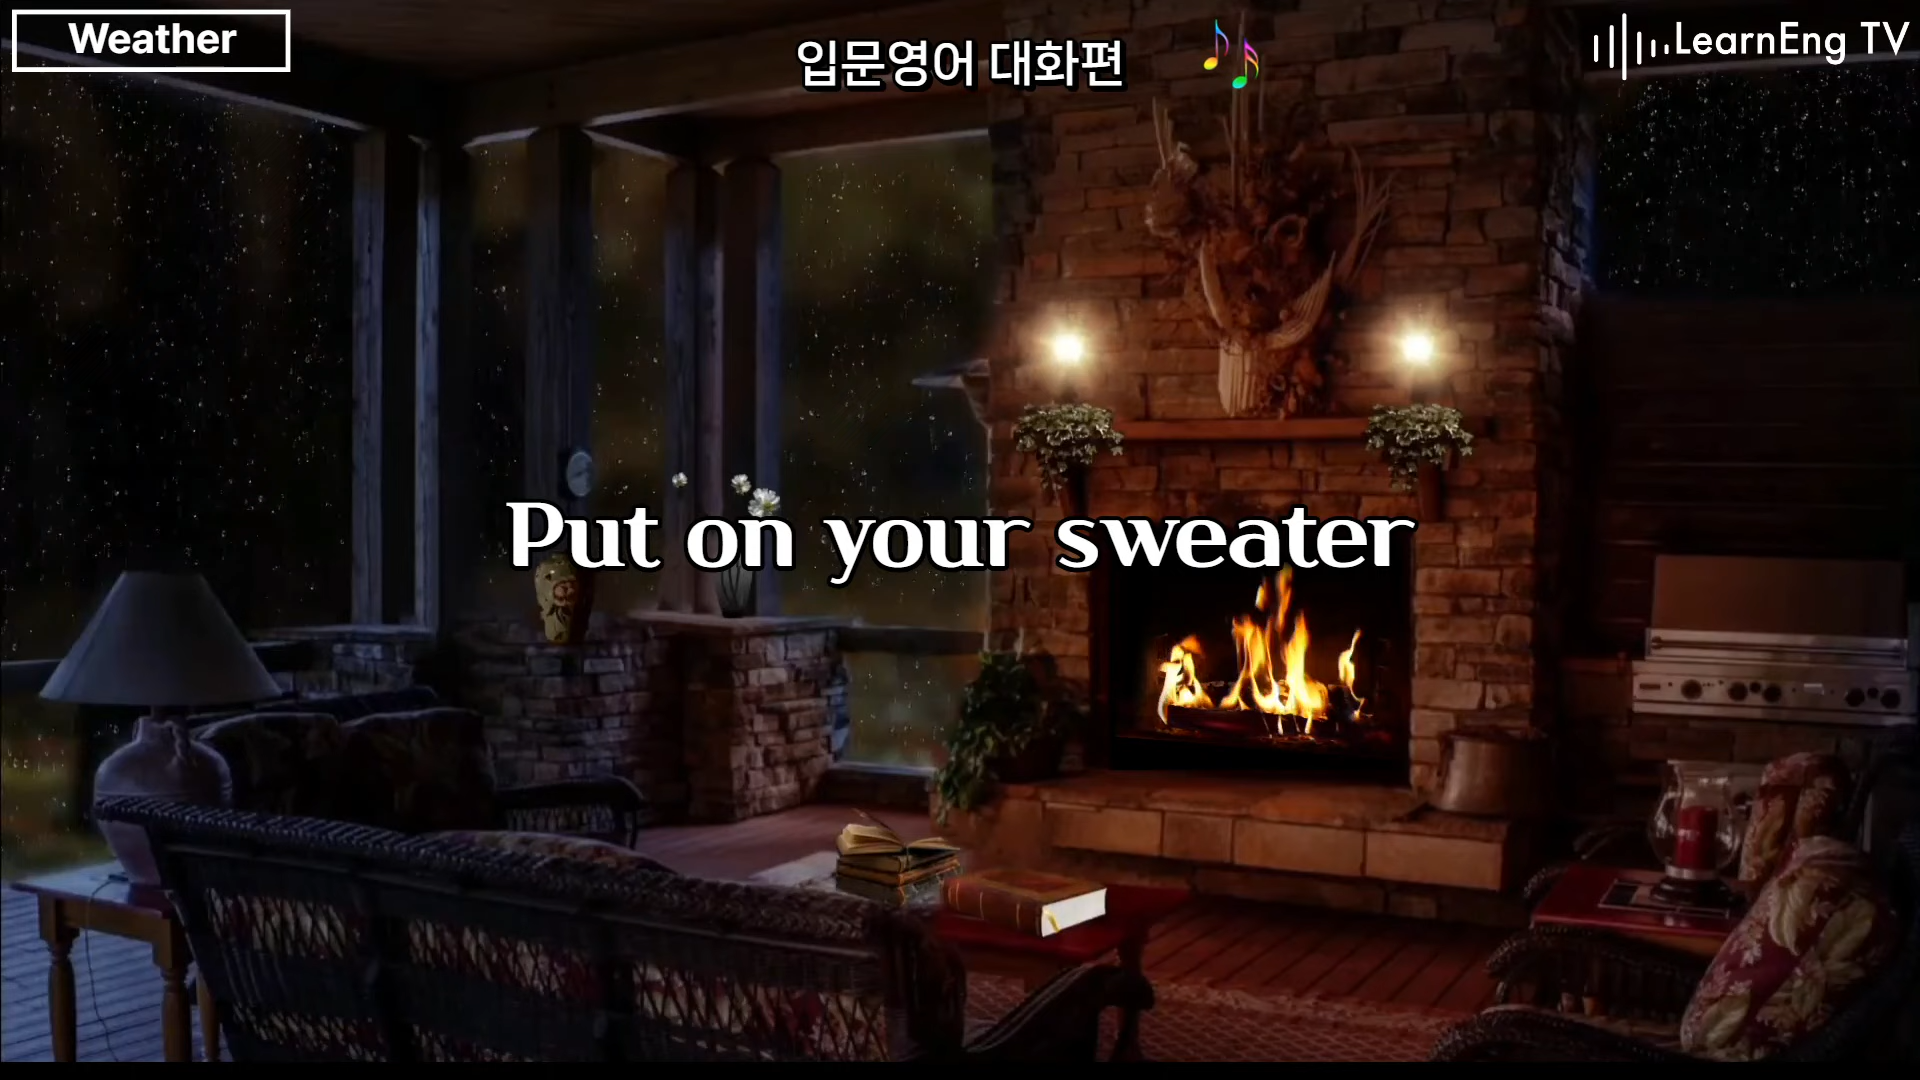 Weather
입문영어 대화편
LearnEng TV
Put on your sweater